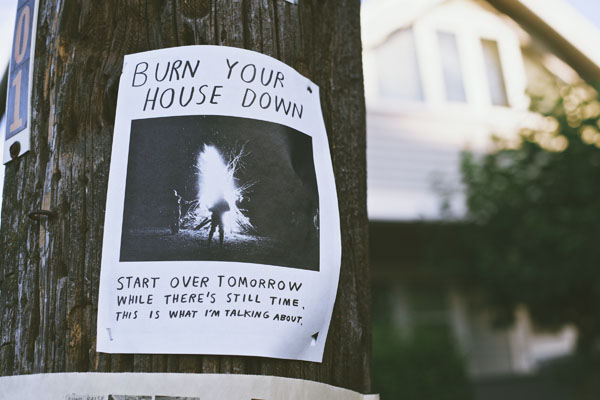 01
BURN YOUR
HOUSE DOWN
START OVER TOMORROW
WHILE THERE'S STILL TIME.
THIS IS WHAT I'M TALKING ABOUT.